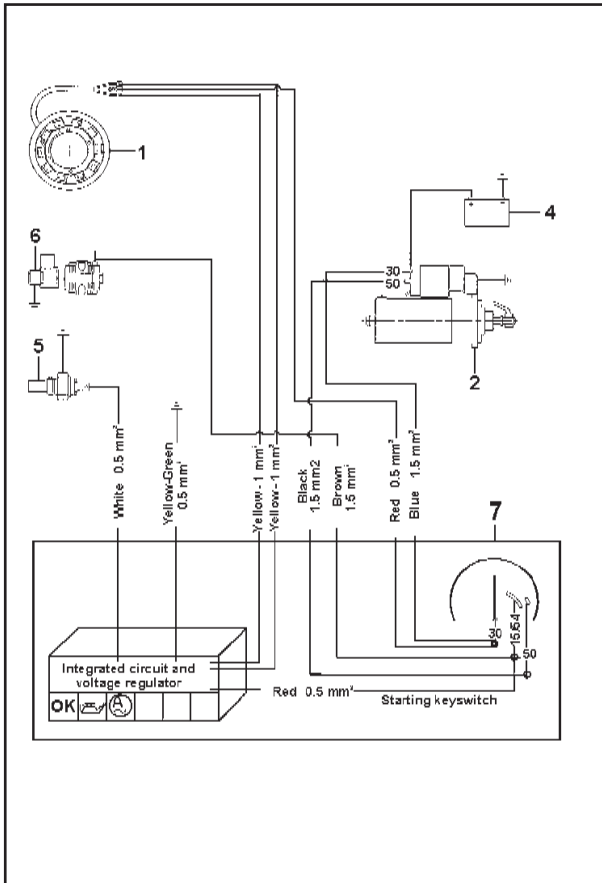 1
6
4
30
50
5
2
White 0.5 mm²
Yellow-Green
0.5 mm²
Yellow - 1 mm²
Yellow - 1 mm²
Black
1.5 mm2
Brown
1.5 mm²
Red 0.5 mm²
Blue 1.5 mm²
7
30
15/54
50
Integrated circuit and
voltage regulator
Red 0.5 mm²
Starting keyswitch
OK
A
+
-